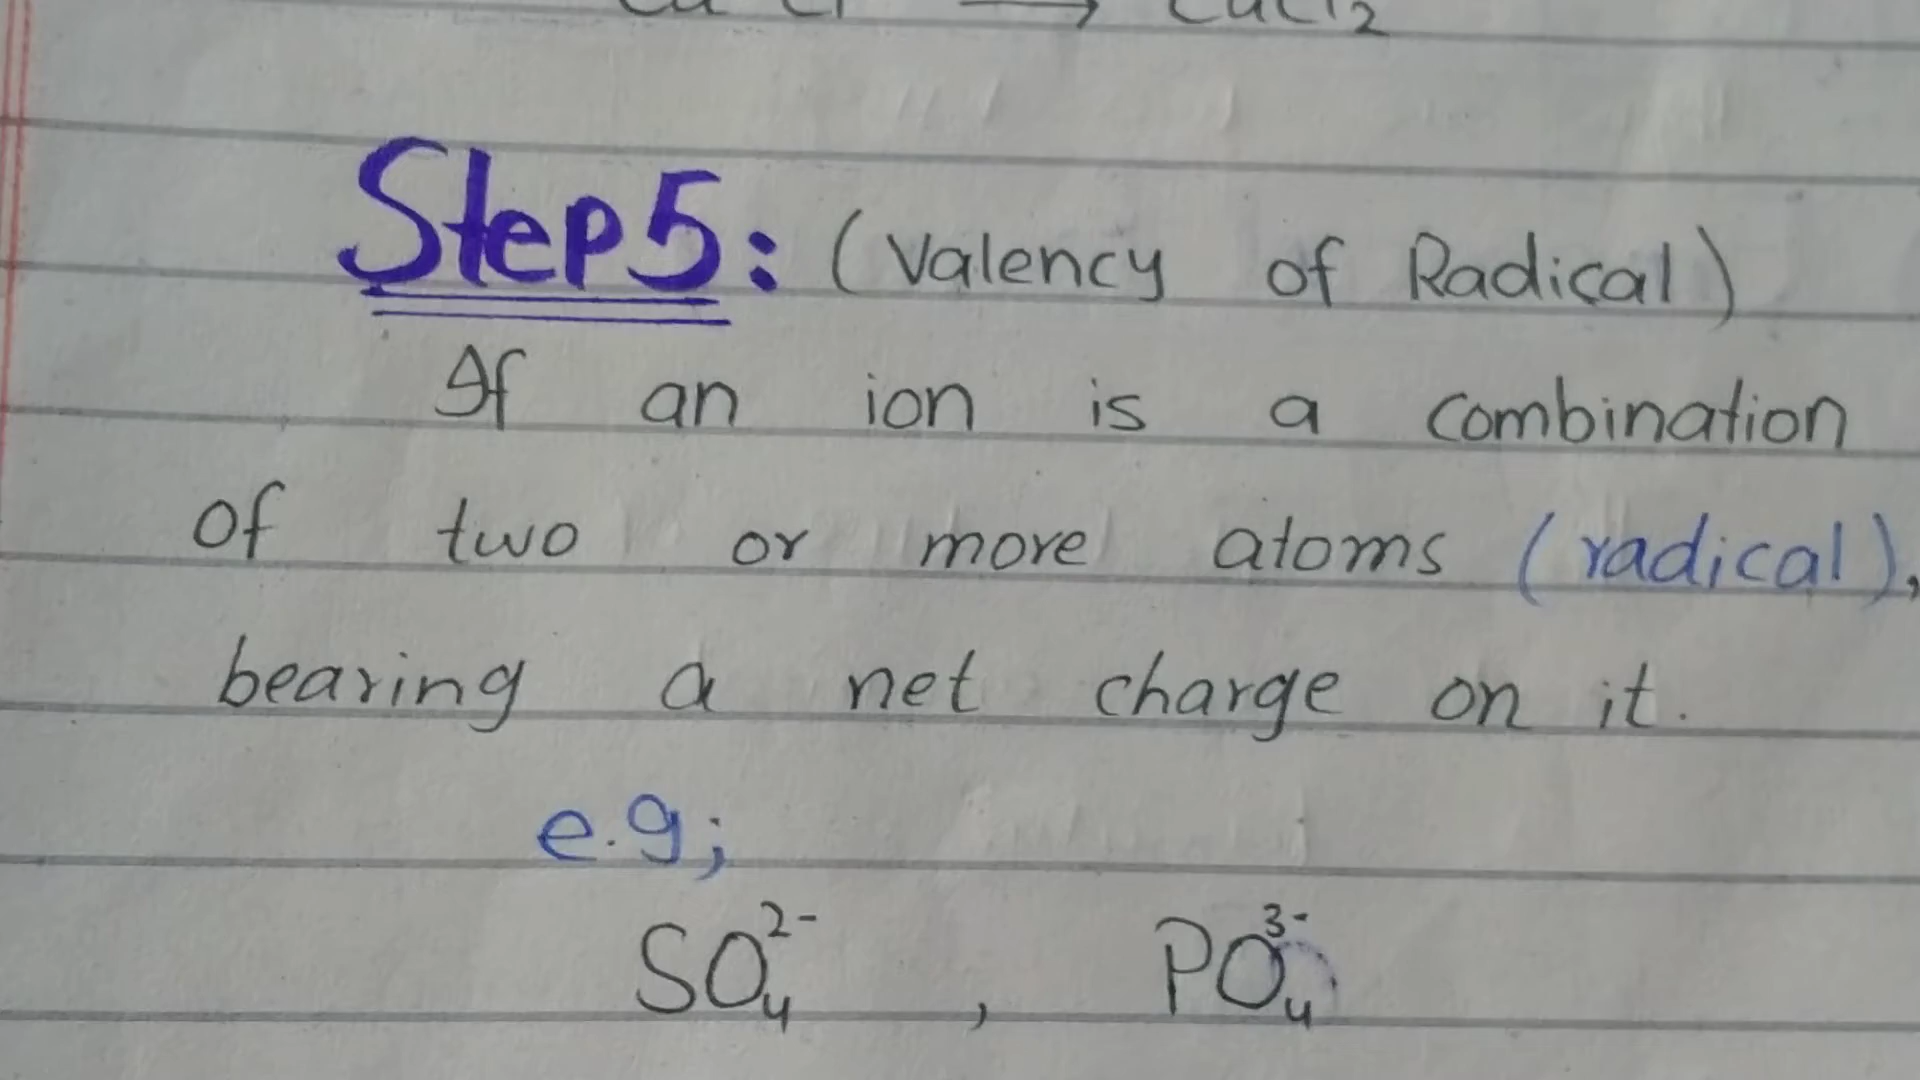 CaCl₂
Step 5: (Valency of Radical)
If an ion is a combination
of two or more atoms (radical),
bearing a net charge on it.
e.g;
SO₄²⁻ , PO₄³⁻